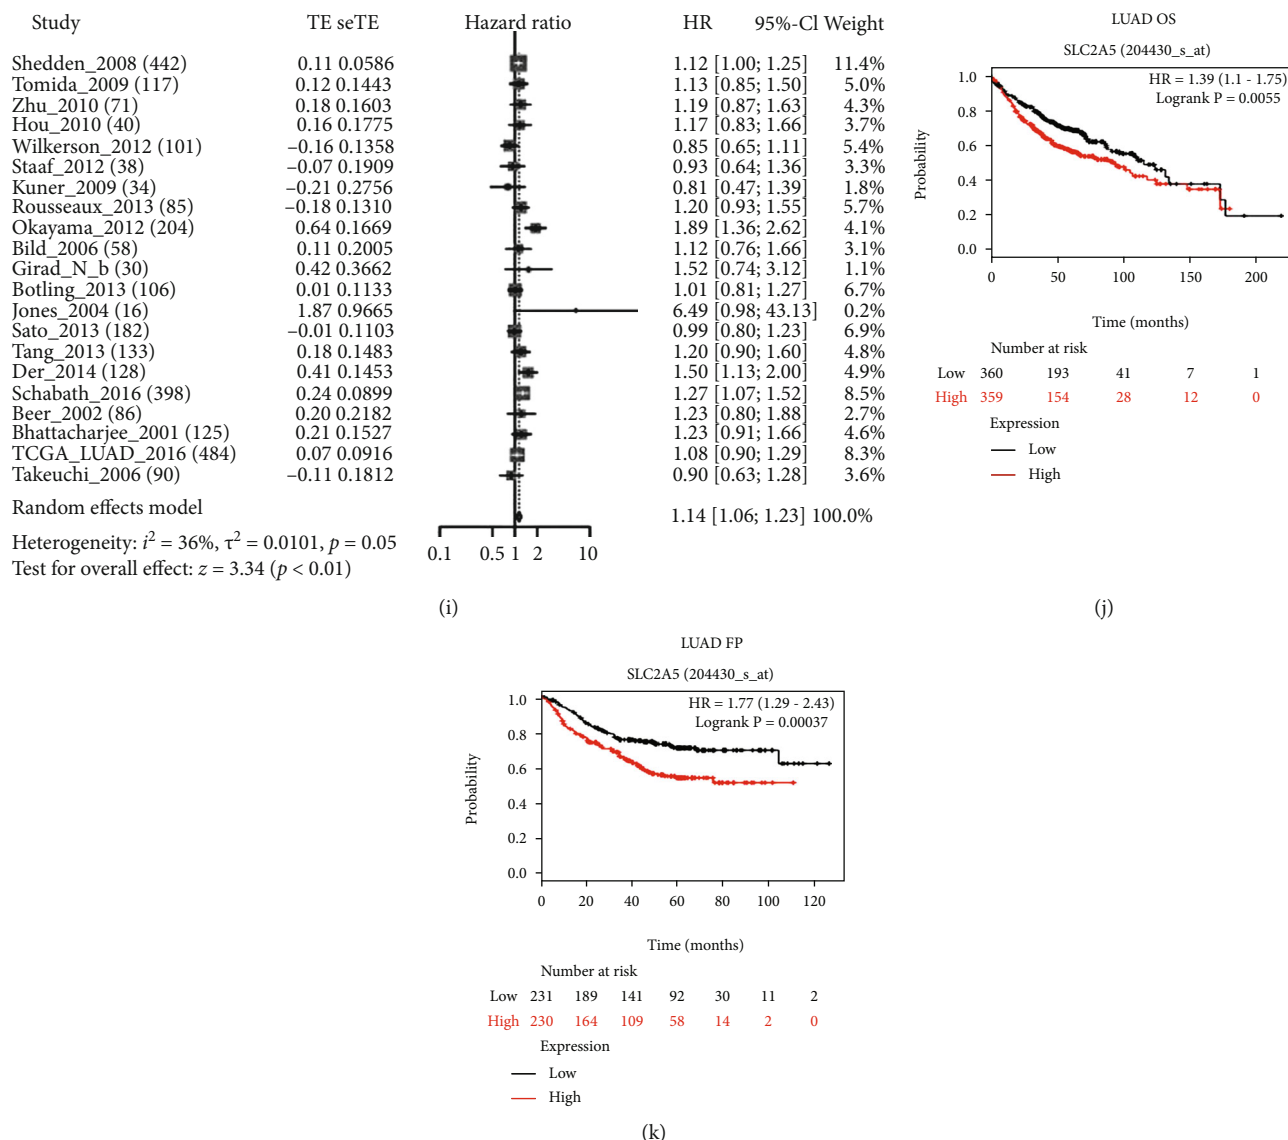 Study TE seTE Hazard ratio HR 95%-Cl Weight
Shedden_2008 (442) 0.11 0.0586 1.12 [1.00; 1.25] 11.4%
Tomida_2009 (117) 0.12 0.1443 1.13 [0.85; 1.50] 5.0%
Zhu_2010 (71) 0.18 0.1603 1.19 [0.87; 1.63] 4.3%
Hou_2010 (40) 0.16 0.1775 1.17 [0.83; 1.66] 3.7%
Wilkerson_2012 (101) –0.16 0.1358 0.85 [0.65; 1.11] 5.4%
Staaf_2012 (38) –0.07 0.1909 0.93 [0.64; 1.36] 3.3%
Kuner_2009 (34) –0.21 0.2756 0.81 [0.47; 1.39] 1.8%
Rousseaux_2013 (85) –0.18 0.1310 1.20 [0.93; 1.55] 5.7%
Okayama_2012 (204) 0.64 0.1669 1.89 [1.36; 2.62] 4.1%
Bild_2006 (58) 0.11 0.2005 1.12 [0.76; 1.66] 3.1%
Girad_N_b (30) 0.42 0.3662 1.52 [0.74; 3.12] 1.1%
Botling_2013 (106) 0.01 0.1133 1.01 [0.81; 1.27] 6.7%
Jones_2004 (16) 1.87 0.9665 6.49 [0.98; 43.13] 0.2%
Sato_2013 (182) –0.01 0.1103 0.99 [0.80; 1.23] 6.9%
Tang_2013 (133) 0.18 0.1483 1.20 [0.90; 1.60] 4.8%
Der_2014 (128) 0.41 0.1453 1.50 [1.13; 2.00] 4.9%
Schabath_2016 (398) 0.24 0.0899 1.27 [1.07; 1.52] 8.5%
Beer_2002 (86) 0.20 0.2182 1.23 [0.80; 1.88] 2.7%
Bhattacharjee_2001 (125) 0.21 0.1527 1.23 [0.91; 1.66] 4.6%
TCGA_LUAD_2016 (484) 0.07 0.0916 1.08 [0.90; 1.29] 8.3%
Takeuchi_2006 (90) –0.11 0.1812 0.90 [0.63; 1.28] 3.6%
Random effects model 1.14 [1.06; 1.23] 100.0%
Heterogeneity: i² = 36%, τ² = 0.0101, p = 0.05
Test for overall effect: z = 3.34 (p < 0.01)
0.1 0.5 1 2 10
(i)
LUAD OS
SLC2A5 (204430_s_at)
HR = 1.39 (1.1 - 1.75)
Logrank P = 0.0055
Probability
1.0
0.8
0.6
0.4
0.2
0.0
0 50 100 150 200
Time (months)
Number at risk
Low 360 193 41 7 1
High 359 154 28 12 0
Expression
Low
High
(j)
LUAD FP
SLC2A5 (204430_s_at)
HR = 1.77 (1.29 - 2.43)
Logrank P = 0.00037
Probability
1.0
0.8
0.6
0.4
0.2
0.0
0 20 40 60 80 100 120
Time (months)
Number at risk
Low 231 189 141 92 30 11 2
High 230 164 109 58 14 2 0
Expression
Low
High
(k)